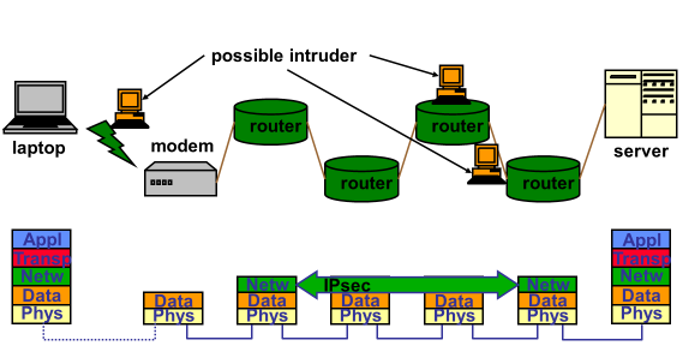 possible intruder
laptop
modem
router
router
router
router
server
Appl
Transp
Netw
Data
Phys
Data
Phys
Netw
Data
Phys
IPsec
Data
Phys
Data
Phys
Netw
Data
Phys
Appl
Transp
Netw
Data
Phys